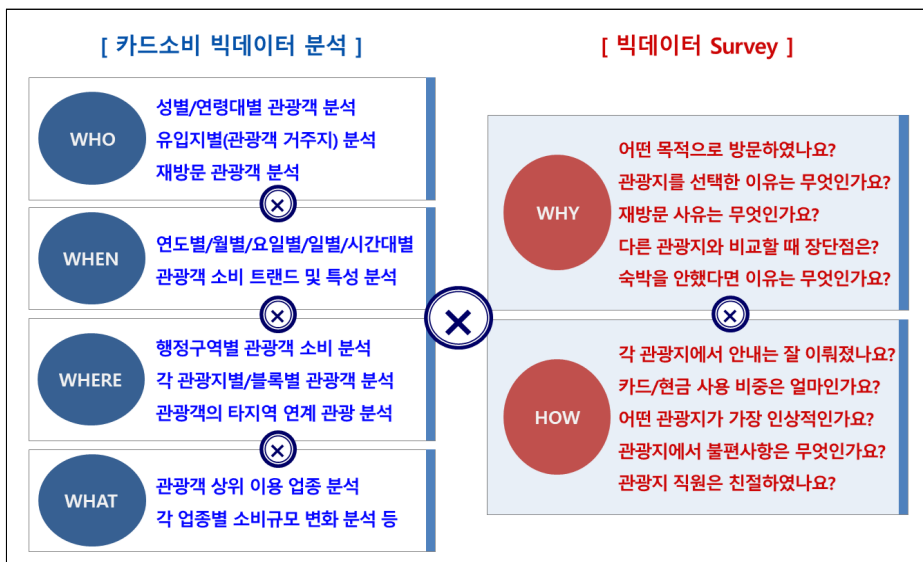 [ 카드소비 빅데이터 분석 ]
WHO
성별/연령대별 관광객 분석
유입지별(관광객 거주지) 분석
재방문 관광객 분석
WHEN
연도별/월별/요일별/일별/시간대별
관광객 소비 트랜드 및 특성 분석
WHERE
행정구역별 관광객 소비 분석
각 관광지별/블록별 관광객 분석
관광객의 타지역 연계 관광 분석
WHAT
관광객 상위 이용 업종 분석
각 업종별 소비규모 변화 분석 등
[ 빅데이터 Survey ]
WHY
어떤 목적으로 방문하였나요?
관광지를 선택한 이유는 무엇인가요?
재방문 사유는 무엇인가요?
다른 관광지와 비교할 때 장단점은?
숙박을 안했다면 이유는 무엇인가요?
HOW
각 관광지에서 안내는 잘 이뤄졌나요?
카드/현금 사용 비중은 얼마인가요?
어떤 관광지가 가장 인상적인가요?
관광지에서 불편사항은 무엇인가요?
관광지 직원은 친절하였나요?